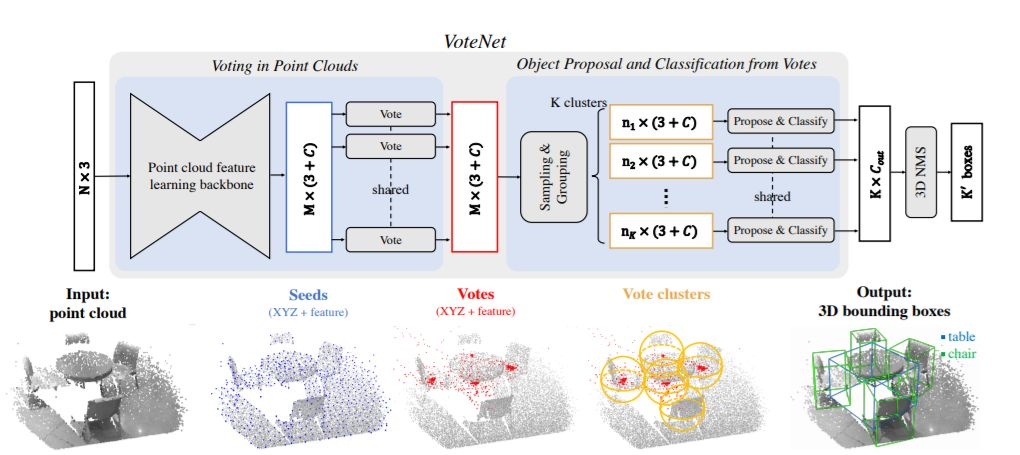 VoteNet
Voting in Point Clouds
Object Proposal and Classification from Votes
N × 3
Point cloud feature
learning backbone
M × (3 + C)
Vote
Vote
shared
Vote
M × (3 + C)
Sampling &
Grouping
K clusters
n₁ × (3 + C)
n₂ × (3 + C)
⋮
n_K × (3 + C)
Propose & Classify
Propose & Classify
shared
Propose & Classify
K × C_out
3D NMS
K′ boxes
Input:
point cloud
Seeds
(XYZ + feature)
Votes
(XYZ + feature)
Vote clusters
Output:
3D bounding boxes
table
chair